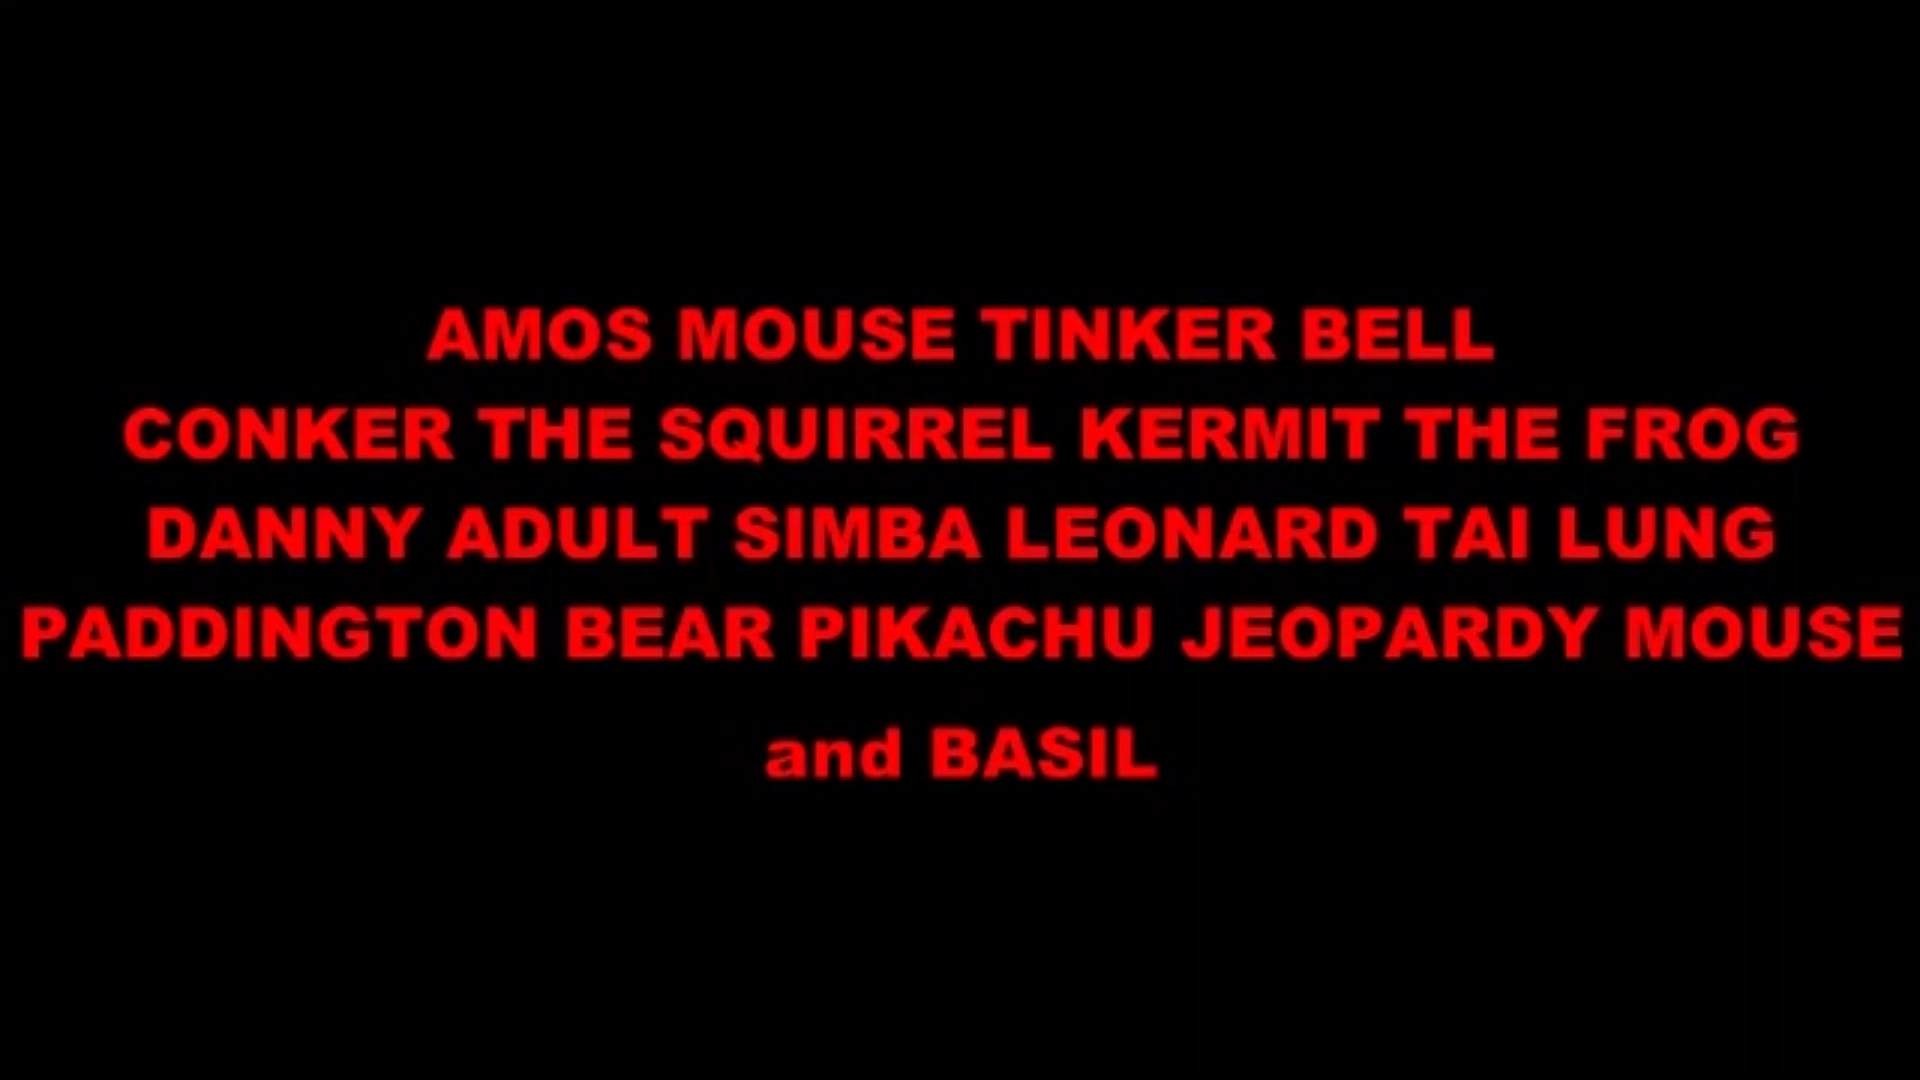 AMOS MOUSE TINKER BELL
CONKER THE SQUIRREL KERMIT THE FROG
DANNY ADULT SIMBA LEONARD TAI LUNG
PADDINGTON BEAR PIKACHU JEOPARDY MOUSE
and BASIL